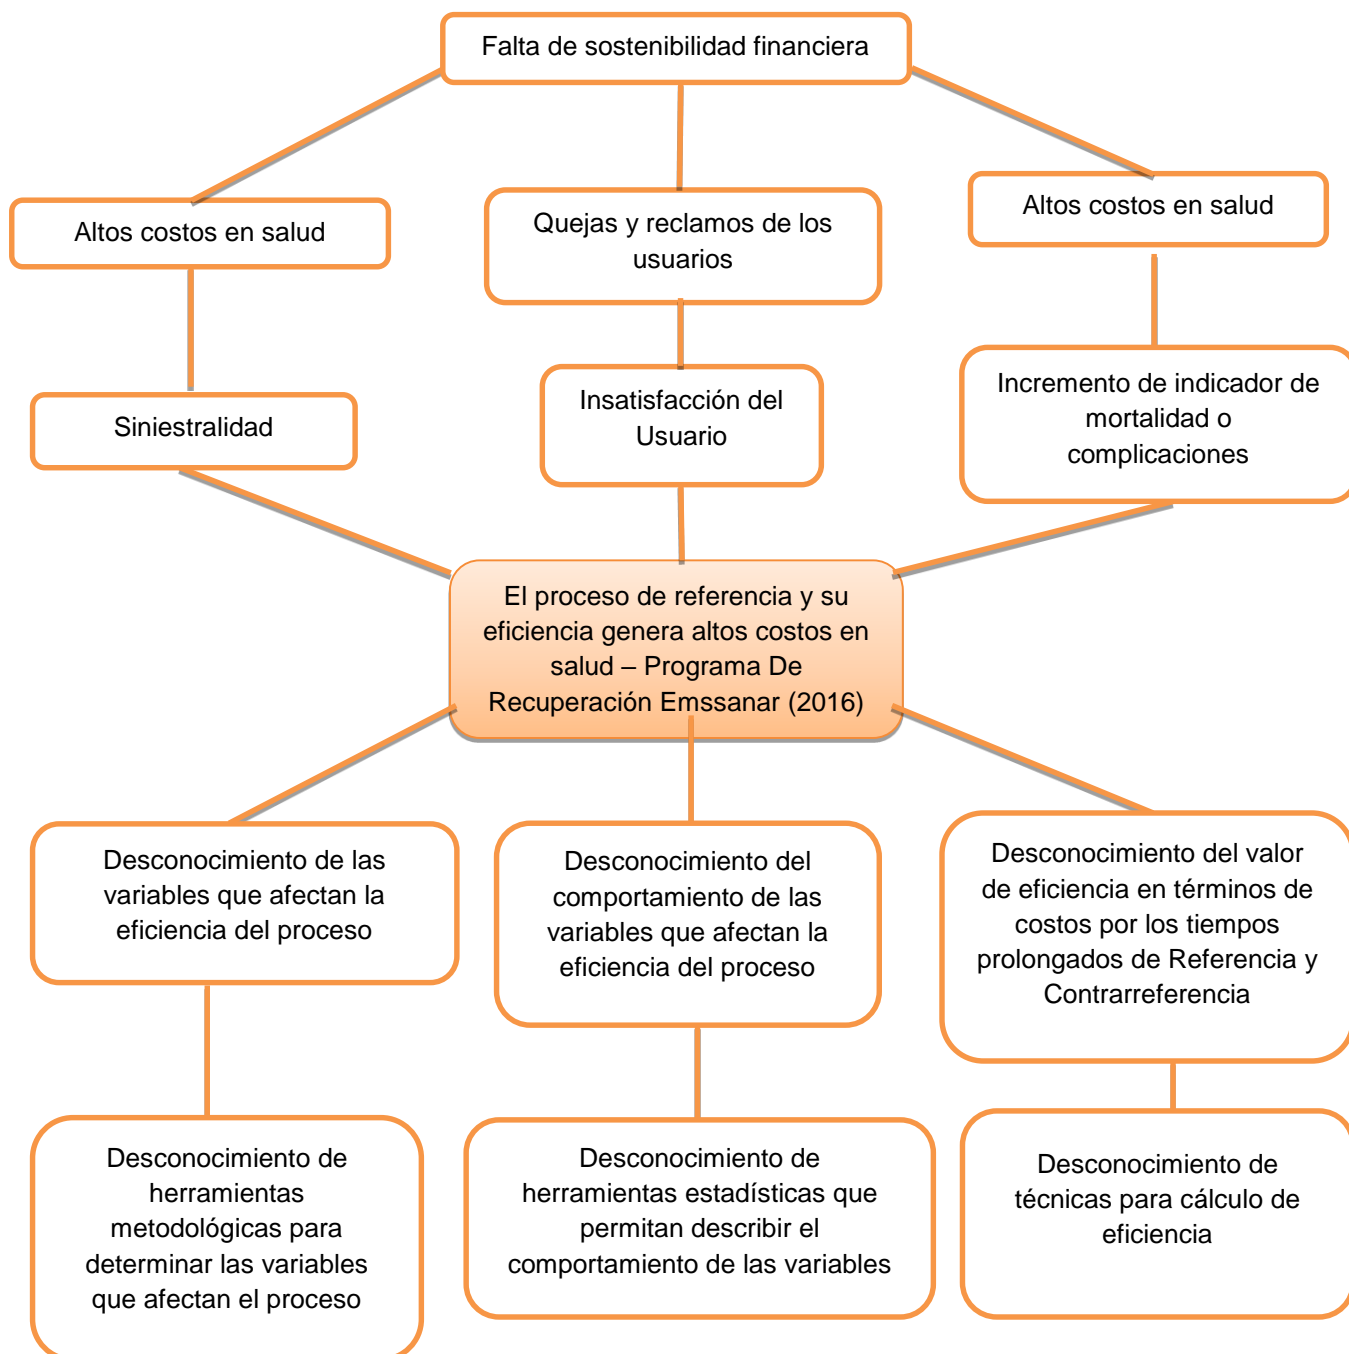 Falta de sostenibilidad financiera
Altos costos en salud
Quejas y reclamos de los
usuarios
Altos costos en salud
Siniestralidad
Insatisfacción del
Usuario
Incremento de indicador de
mortalidad o
complicaciones
El proceso de referencia y su
eficiencia genera altos costos en
salud – Programa De
Recuperación Emssanar (2016)
Desconocimiento de las
variables que afectan la
eficiencia del proceso
Desconocimiento del
comportamiento de las
variables que afectan la
eficiencia del proceso
Desconocimiento del valor
de eficiencia en términos de
costos por los tiempos
prolongados de Referencia y
Contrarreferencia
Desconocimiento de
herramientas
metodológicas para
determinar las variables
que afectan el proceso
Desconocimiento de
herramientas estadísticas que
permitan describir el
comportamiento de las variables
Desconocimiento de
técnicas para cálculo de
eficiencia